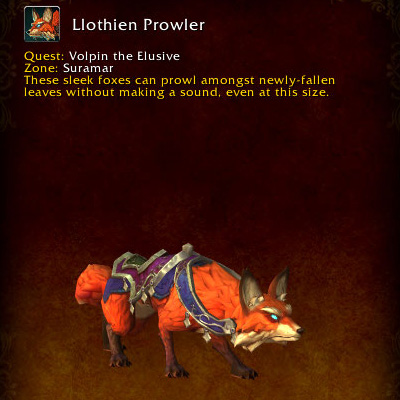 Llothien Prowler
Quest: Volpin the Elusive
Zone: Suramar
These sleek foxes can prowl amongst newly-fallen
leaves without making a sound, even at this size.